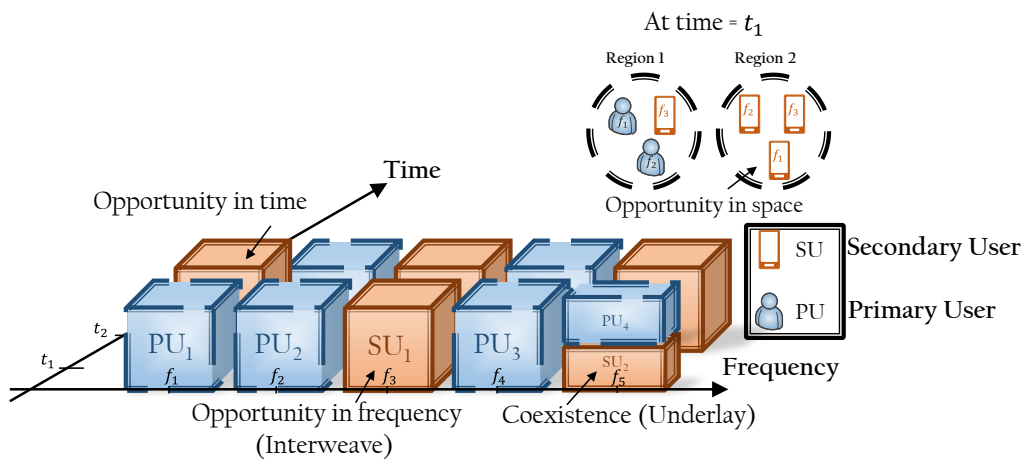 At time = t₁
Region 1
Region 2
f₁
f₃
f₂
f₂
f₃
f₁
Opportunity in space
Time
Opportunity in time
SU
Secondary User
PU
Primary User
t₂
t₁
PU₁
PU₂
SU₁
PU₃
PU₄
SU₂
f₁
f₂
f₃
f₄
f₅
Frequency
Opportunity in frequency
(Interweave)
Coexistence (Underlay)